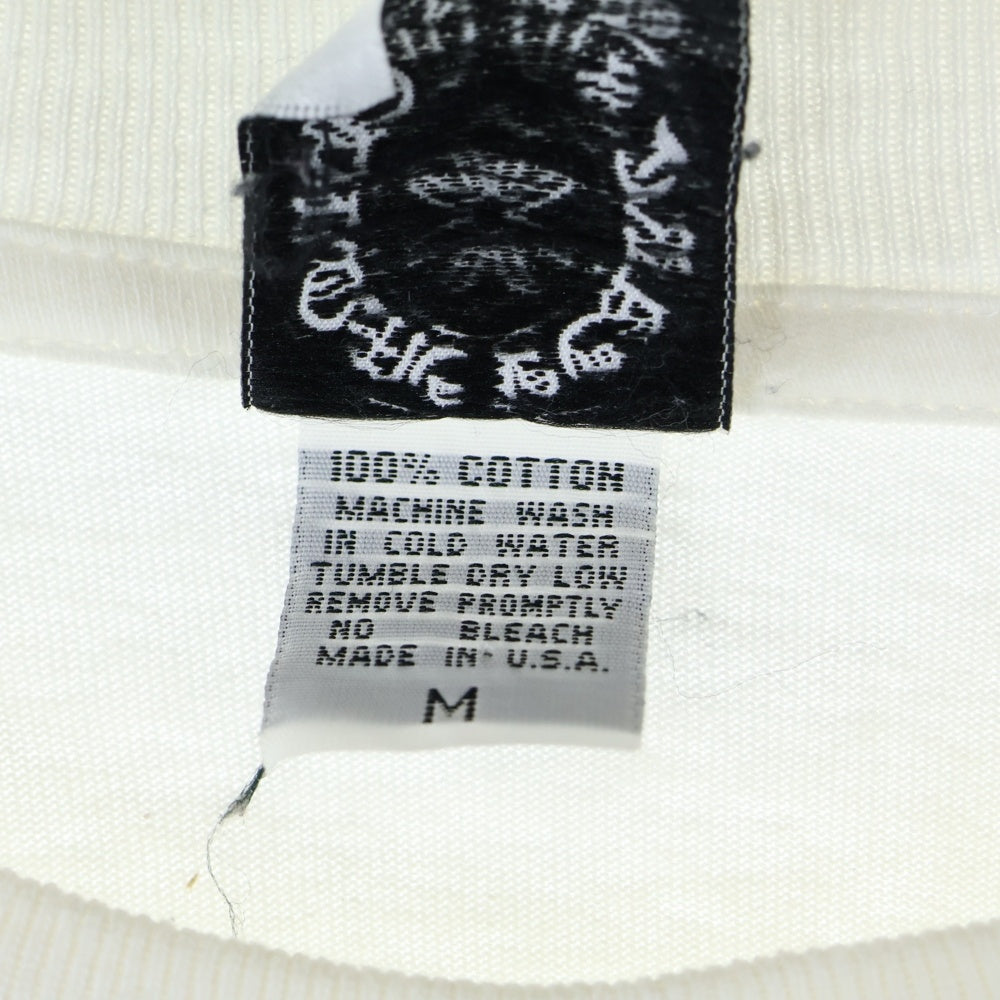 100% COTTON
MACHINE WASH
IN COLD WATER
TUMBLE DRY LOW
REMOVE PROMPTLY
NO BLEACH
MADE IN U.S.A.
M